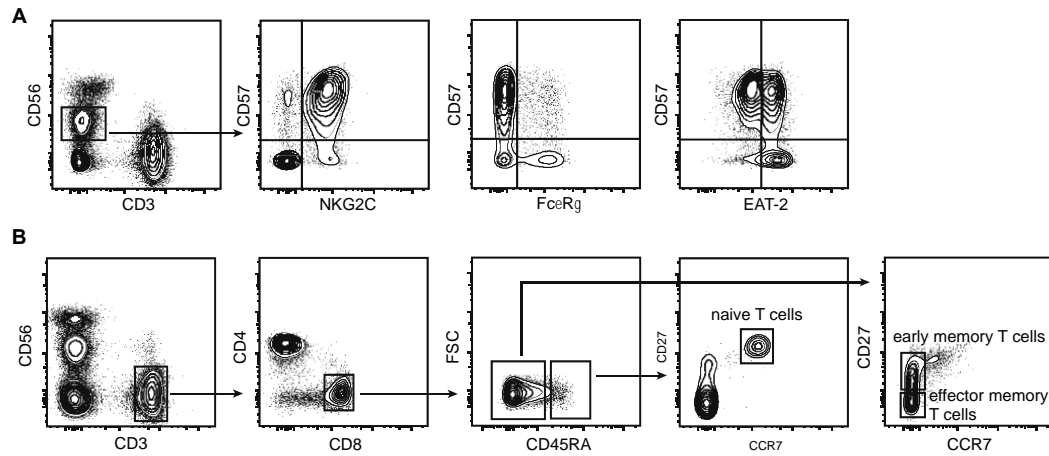 A
CD56
CD3
CD57
NKG2C
CD57
FceRg
CD57
EAT-2
B
CD56
CD3
CD4
CD8
FSC
CD45RA
CD27
CCR7
naive T cells
CD27
CCR7
early memory T cells
effector memory
T cells